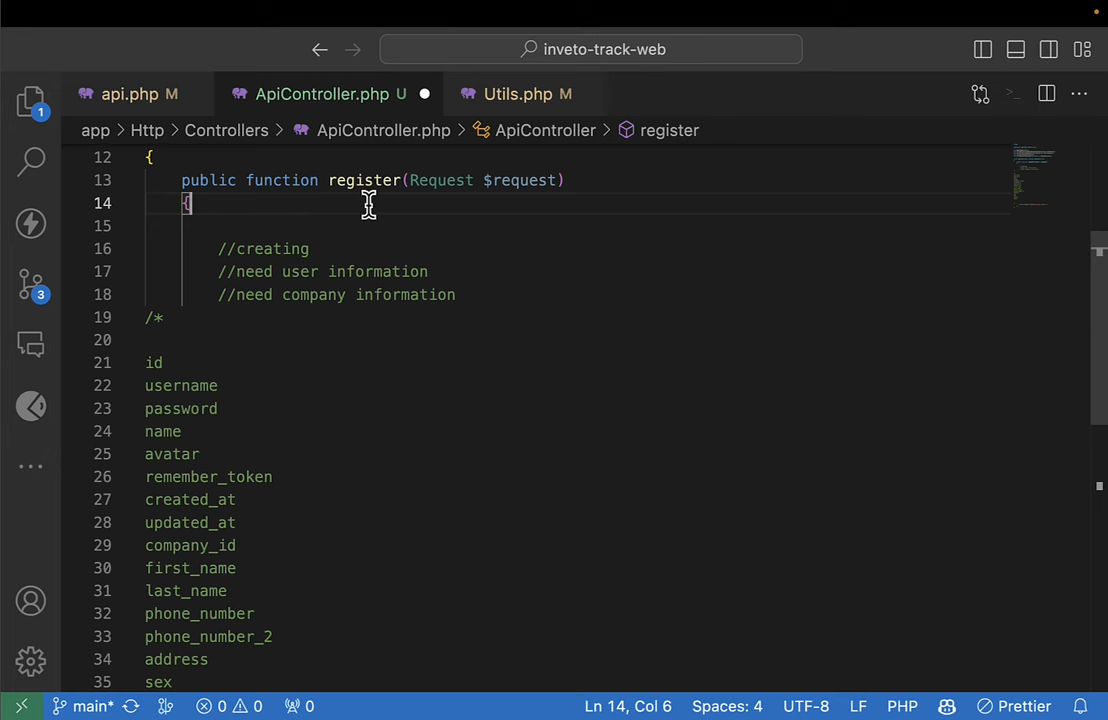 inveto-track-web
api.php M
ApiController.php U
Utils.php M
app > Http > Controllers > ApiController.php > ApiController > register
12 {
13 public function register(Request $request)
14 {
15
16 //creating
17 //need user information
18 //need company information
19 /*
20
21 id
22 username
23 password
24 name
25 avatar
26 remember_token
27 created_at
28 updated_at
29 company_id
30 first_name
31 last_name
32 phone_number
33 phone_number_2
34 address
35 sex
1
3
main* 0 0 0 Ln 14, Col 6 Spaces: 4 UTF-8 LF PHP Prettier